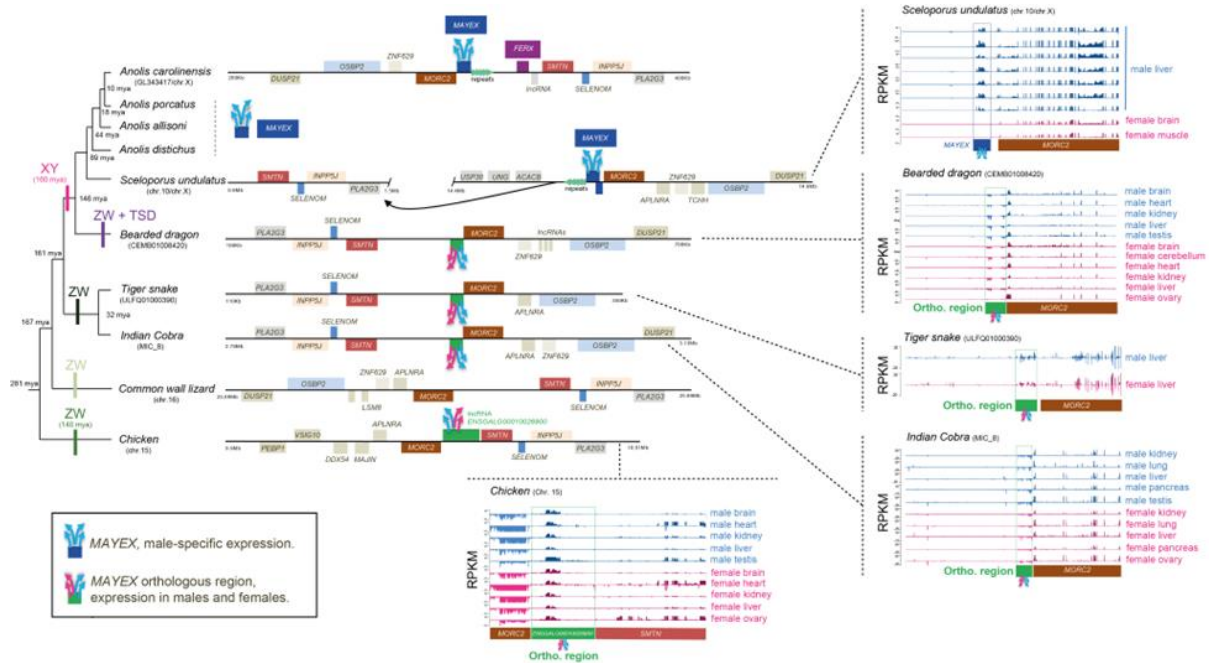 Anolis carolinensis
(GL343417/chr X)
Anolis porcatus
Anolis allisoni
Anolis distichus
Sceloporus undulatus
(chr 10/chr X)
Bearded dragon
(CEMB01008420)
Tiger snake
(ULFQ01000390)
Indian Cobra
(MIC_8)
Common wall lizard
(chr.16)
Chicken
(chr 15)
10 mya
18 mya
44 mya
89 mya
XY
(160 mya)
146 mya
ZW + TSD
161 mya
ZW
32 mya
167 mya
ZW
281 mya
ZW
(140 mya)
MAYEX
FERX
OSBP2
ZNF629
SMTN
INPP5J
DUSP21
MORC2
repeats
lncRNA
SELENOM
PLA2G3
MAYEX
MAYEX
SMTN
INPP5J
USP30
UNG
ACACB
MORC2
ZNF629
DUSP21
SELENOM
PLA2G3
repeats
APLNRA
TCHH
OSBP2
SELENOM
PLA2G3
MORC2
lncRNAs
DUSP21
INPP5J
SMTN
ZNF629
OSBP2
SELENOM
PLA2G3
MORC2
OSBP2
INPP5J
SMTN
APLNRA
SELENOM
PLA2G3
MORC2
DUSP21
INPP5J
SMTN
APLNRA
ZNF629
OSBP2
APLNRA
OSBP2
ZNF629
SMTN
INPP5J
DUSP21
LSM6
MORC2
SELENOM
PLA2G3
lncRNA
APLNRA
VSIG10
SMTN
INPP5J
PEBP1
DDX54
MAJIN
MORC2
SELENOM
PLA2G3
MAYEX, male-specific expression.
MAYEX orthologous region,
expression in males and females.
Chicken (Chr. 15)
RPKM
male brain
male heart
male kidney
male liver
male testis
female brain
female heart
female kidney
female liver
female ovary
MORC2
SMTN
Ortho. region
Sceloporus undulatus (chr 10/chr X)
RPKM
male liver
female brain
female muscle
MAYEX
MORC2
Bearded dragon (CEMB01008420)
RPKM
male brain
male heart
male kidney
male liver
male testis
female brain
female cerebellum
female heart
female kidney
female liver
female ovary
Ortho. region
MORC2
Tiger snake (ULFQ01000390)
RPKM
male liver
female liver
Ortho. region
MORC2
Indian Cobra (MIC_8)
RPKM
male kidney
male lung
male liver
male pancreas
male testis
female kidney
female lung
female liver
female pancreas
female ovary
Ortho. region
MORC2